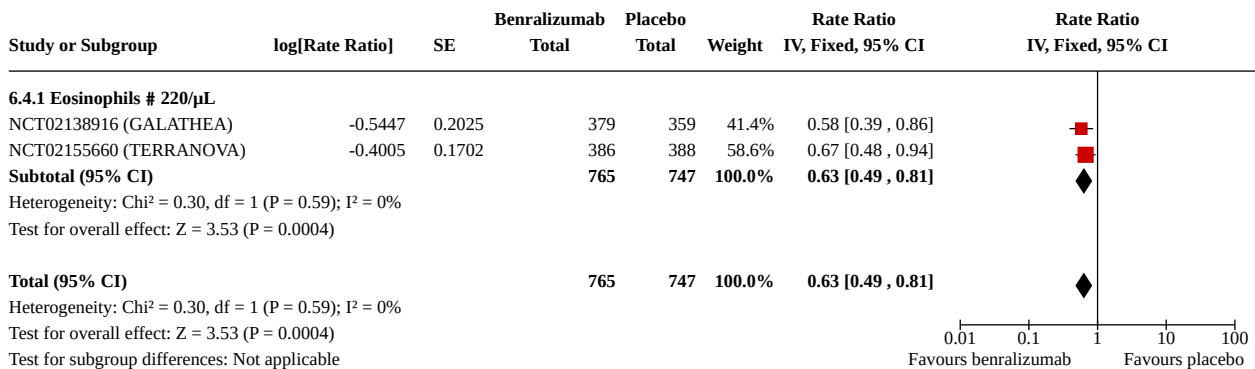 Benralizumab Placebo Rate Ratio Rate Ratio
Study or Subgroup log[Rate Ratio] SE Total Total Weight IV, Fixed, 95% CI IV, Fixed, 95% CI
6.4.1 Eosinophils # 220/µL
NCT02138916 (GALATHEA) -0.5447 0.2025 379 359 41.4% 0.58 [0.39 , 0.86]
NCT02155660 (TERRANOVA) -0.4005 0.1702 386 388 58.6% 0.67 [0.48 , 0.94]
Subtotal (95% CI) 765 747 100.0% 0.63 [0.49 , 0.81]
Heterogeneity: Chi² = 0.30, df = 1 (P = 0.59); I² = 0%
Test for overall effect: Z = 3.53 (P = 0.0004)
Total (95% CI) 765 747 100.0% 0.63 [0.49 , 0.81]
Heterogeneity: Chi² = 0.30, df = 1 (P = 0.59); I² = 0%
Test for overall effect: Z = 3.53 (P = 0.0004)
Test for subgroup differences: Not applicable
0.01 0.1 1 10 100
Favours benralizumab Favours placebo